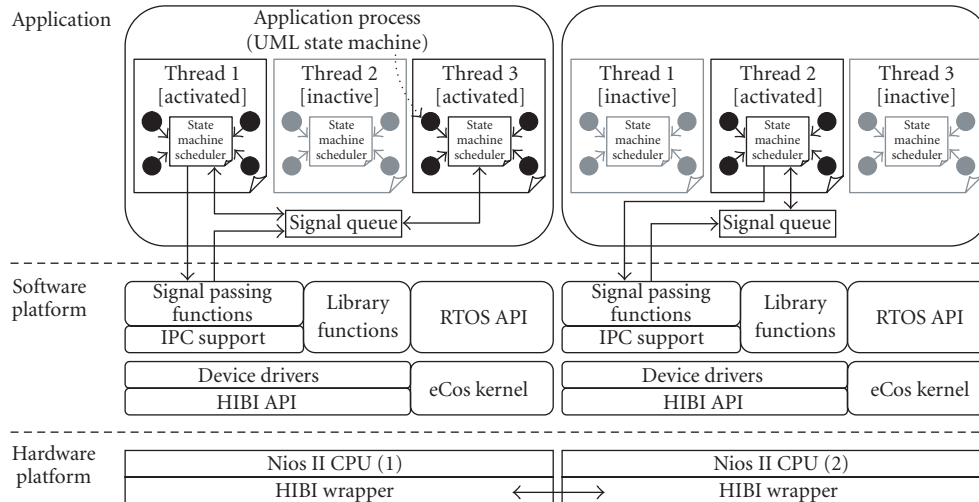 Application
Application process
(UML state machine)
Thread 1
[activated]
State
machine
scheduler
Thread 2
[inactive]
State
machine
scheduler
Thread 3
[activated]
State
machine
scheduler
Signal queue
Thread 1
[inactive]
State
machine
scheduler
Thread 2
[activated]
State
machine
scheduler
Thread 3
[inactive]
State
machine
scheduler
Signal queue
Software
platform
Signal passing
functions
IPC support
Library
functions
RTOS API
Device drivers
HIBI API
eCos kernel
Signal passing
functions
IPC support
Library
functions
RTOS API
Device drivers
HIBI API
eCos kernel
Hardware
platform
Nios II CPU (1)
HIBI wrapper
Nios II CPU (2)
HIBI wrapper